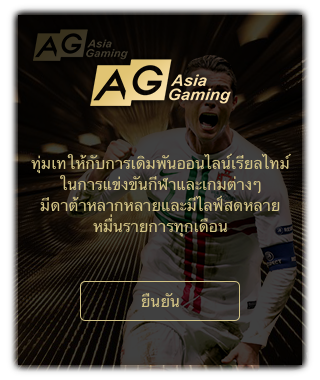 AG Asia
Gaming
AG Asia
Gaming
ทุ่มเทให้กับการเดิมพันออนไลน์เรียลไทม์
ในการแข่งขันกีฬาและเกมต่างๆ
มีดาต้าหลากหลายและมีไลฟ์สดหลาย
หมื่นรายการทุกเดือน
ยืนยัน